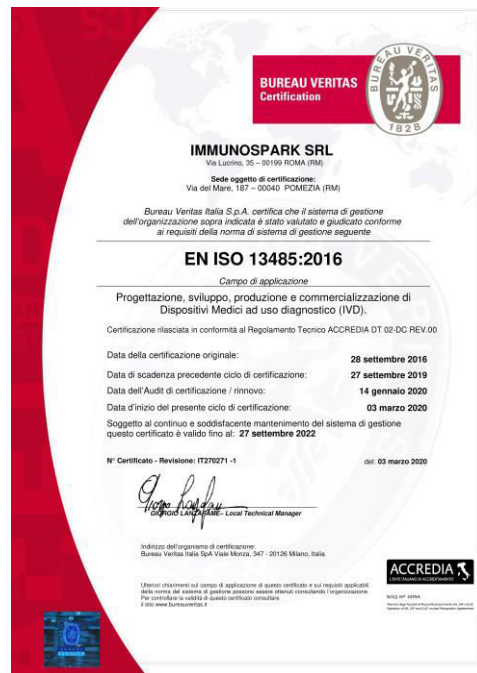 BUREAU VERITAS
Certification
BUREAU VERITAS
1828
IMMUNOSPARK SRL
Via Lucrino, 35 – 00199 ROMA (RM)
Sede oggetto di certificazione:
Via del Mare, 187 – 00040 POMEZIA (RM)
Bureau Veritas Italia S.p.A. certifica che il sistema di gestione
dell'organizzazione sopra indicata è stato valutato e giudicato conforme
ai requisiti della norma di sistema di gestione seguente
EN ISO 13485:2016
Campo di applicazione
Progettazione, sviluppo, produzione e commercializzazione di
Dispositivi Medici ad uso diagnostico (IVD).
Certificazione rilasciata in conformità al Regolamento Tecnico ACCREDIA DT 02-DC REV.00
Data della certificazione originale: 28 settembre 2016
Data di scadenza precedente ciclo di certificazione: 27 settembre 2019
Data dell'Audit di certificazione / rinnovo: 14 gennaio 2020
Data d'inizio del presente ciclo di certificazione: 03 marzo 2020
Soggetto al continuo e soddisfacente mantenimento del sistema di gestione
questo certificato è valido fino al: 27 settembre 2022
N° Certificato - Revisione: IT270271 -1 del: 03 marzo 2020
GIORGIO LANZAFAME– Local Technical Manager
Indirizzo dell'organismo di certificazione:
Bureau Veritas Italia SpA Viale Monza, 347 - 20126 Milano, Italia
Ulteriori chiarimenti sul campo di applicazione di questo certificato e sui requisiti applicabili
della norma del sistema di gestione possono essere ottenuti consultando l'organizzazione.
Per controllare la validità di questo certificato consultare
il sito www.bureauveritas.it
ACCREDIA
L'ENTE ITALIANO DI ACCREDITAMENTO